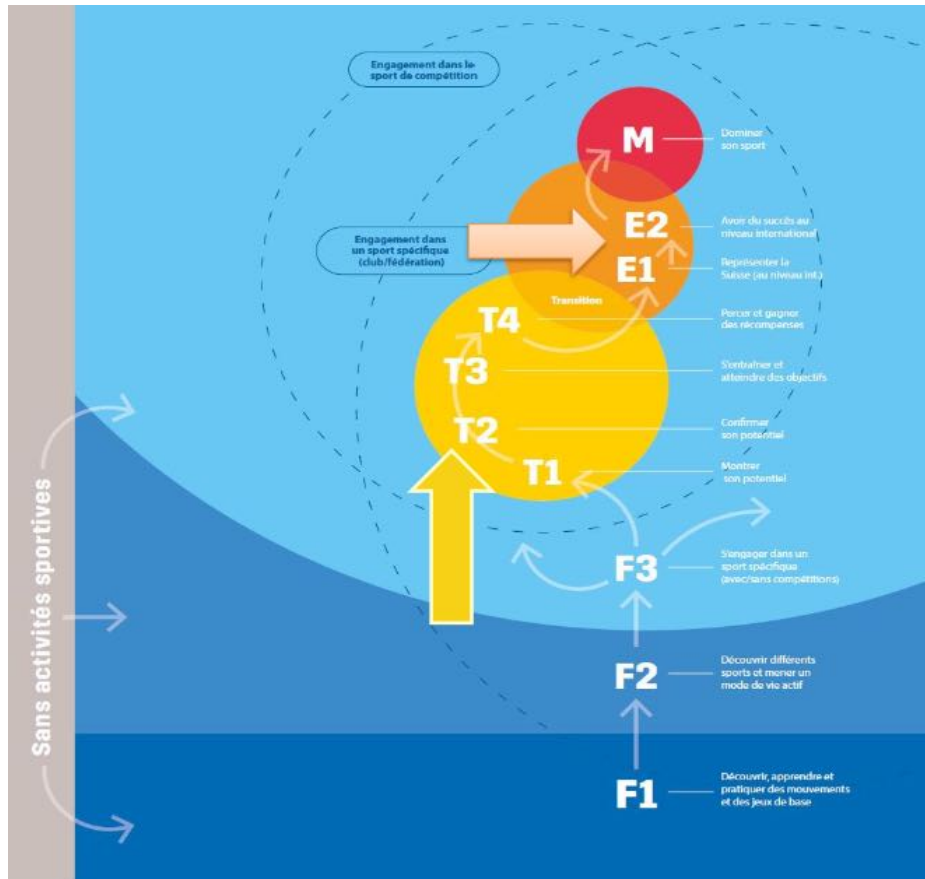 Engagement dans le
sport de compétition
M
Dominer
son sport
E2
Avoir du succès au
niveau international
Engagement dans
un sport spécifique
(club/fédération)
E1
Représenter la
Suisse (au niveau int.)
Transition
T4
Percer et gagner
des récompenses
T3
S'entraîner et
atteindre des objectifs
T2
Confirmer
son potentiel
T1
Montrer
son potentiel
F3
S'engager dans un
sport spécifique
(avec/sans compétitions)
F2
Découvrir différents
sports et mener un
mode de vie actif
F1
Découvrir, apprendre et
pratiquer des mouvements
et des jeux de base
Sans activités sportives